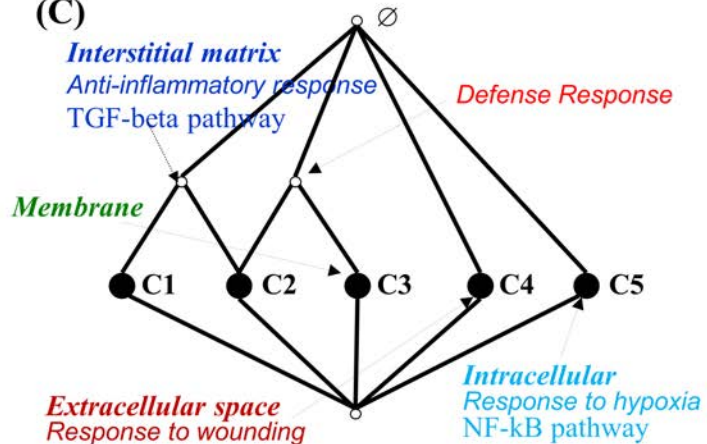 (C)
∅
Interstitial matrix
Anti-inflammatory response
TGF-beta pathway
Defense Response
Membrane
C1 C2 C3 C4 C5
Extracellular space
Response to wounding
Intracellular
Response to hypoxia
NF-kB pathway